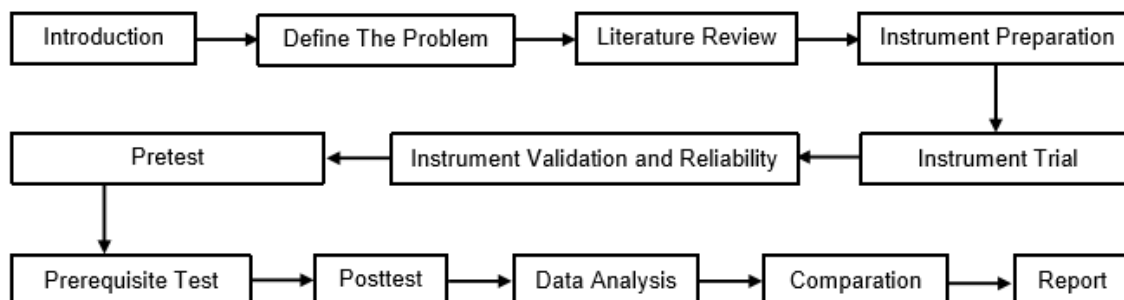 Introduction
Define The Problem
Literature Review
Instrument Preparation
Instrument Trial
Instrument Validation and Reliability
Pretest
Prerequisite Test
Posttest
Data Analysis
Comparation
Report